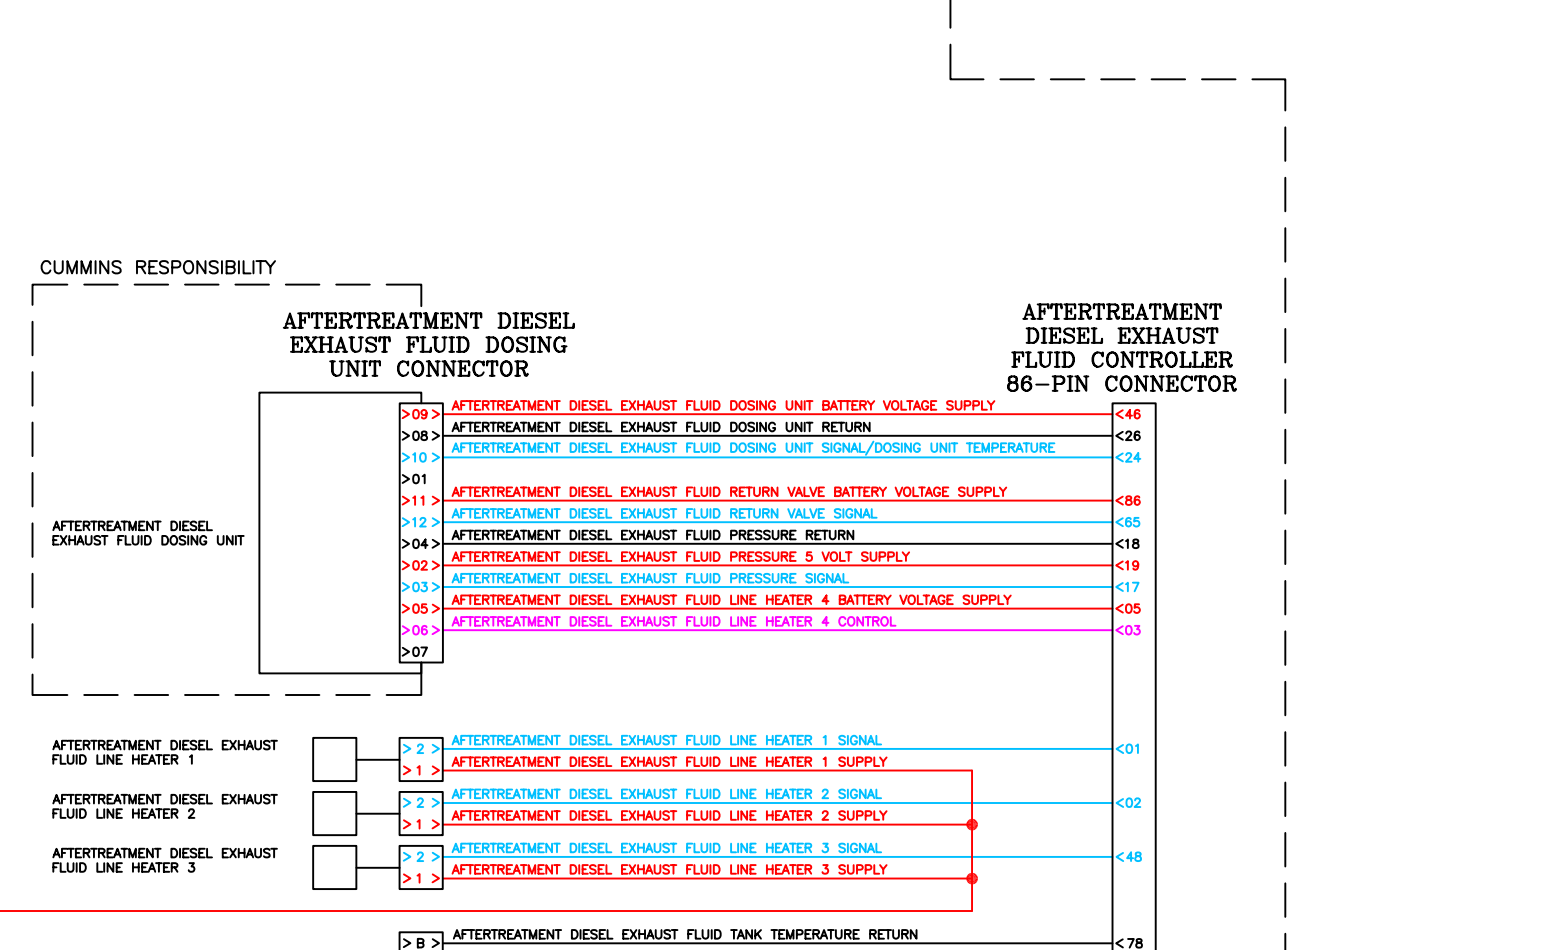 CUMMINS RESPONSIBILITY
AFTERTREATMENT DIESEL
EXHAUST FLUID DOSING
UNIT CONNECTOR
AFTERTREATMENT
DIESEL EXHAUST
FLUID CONTROLLER
86-PIN CONNECTOR
>09> AFTERTREATMENT DIESEL EXHAUST FLUID DOSING UNIT BATTERY VOLTAGE SUPPLY <46
>08> AFTERTREATMENT DIESEL EXHAUST FLUID DOSING UNIT RETURN <26
>10> AFTERTREATMENT DIESEL EXHAUST FLUID DOSING UNIT SIGNAL/DOSING UNIT TEMPERATURE <24
>01
>11> AFTERTREATMENT DIESEL EXHAUST FLUID RETURN VALVE BATTERY VOLTAGE SUPPLY <86
>12> AFTERTREATMENT DIESEL EXHAUST FLUID RETURN VALVE SIGNAL <65
AFTERTREATMENT DIESEL
EXHAUST FLUID DOSING UNIT
>04> AFTERTREATMENT DIESEL EXHAUST FLUID PRESSURE RETURN <18
>02> AFTERTREATMENT DIESEL EXHAUST FLUID PRESSURE 5 VOLT SUPPLY <19
>03> AFTERTREATMENT DIESEL EXHAUST FLUID PRESSURE SIGNAL <17
>05> AFTERTREATMENT DIESEL EXHAUST FLUID LINE HEATER 4 BATTERY VOLTAGE SUPPLY <05
>06> AFTERTREATMENT DIESEL EXHAUST FLUID LINE HEATER 4 CONTROL <03
>07
AFTERTREATMENT DIESEL EXHAUST
FLUID LINE HEATER 1
>2> AFTERTREATMENT DIESEL EXHAUST FLUID LINE HEATER 1 SIGNAL <01
>1> AFTERTREATMENT DIESEL EXHAUST FLUID LINE HEATER 1 SUPPLY
AFTERTREATMENT DIESEL EXHAUST
FLUID LINE HEATER 2
>2> AFTERTREATMENT DIESEL EXHAUST FLUID LINE HEATER 2 SIGNAL <02
>1> AFTERTREATMENT DIESEL EXHAUST FLUID LINE HEATER 2 SUPPLY
AFTERTREATMENT DIESEL EXHAUST
FLUID LINE HEATER 3
>2> AFTERTREATMENT DIESEL EXHAUST FLUID LINE HEATER 3 SIGNAL <48
>1> AFTERTREATMENT DIESEL EXHAUST FLUID LINE HEATER 3 SUPPLY
>B> AFTERTREATMENT DIESEL EXHAUST FLUID TANK TEMPERATURE RETURN <78